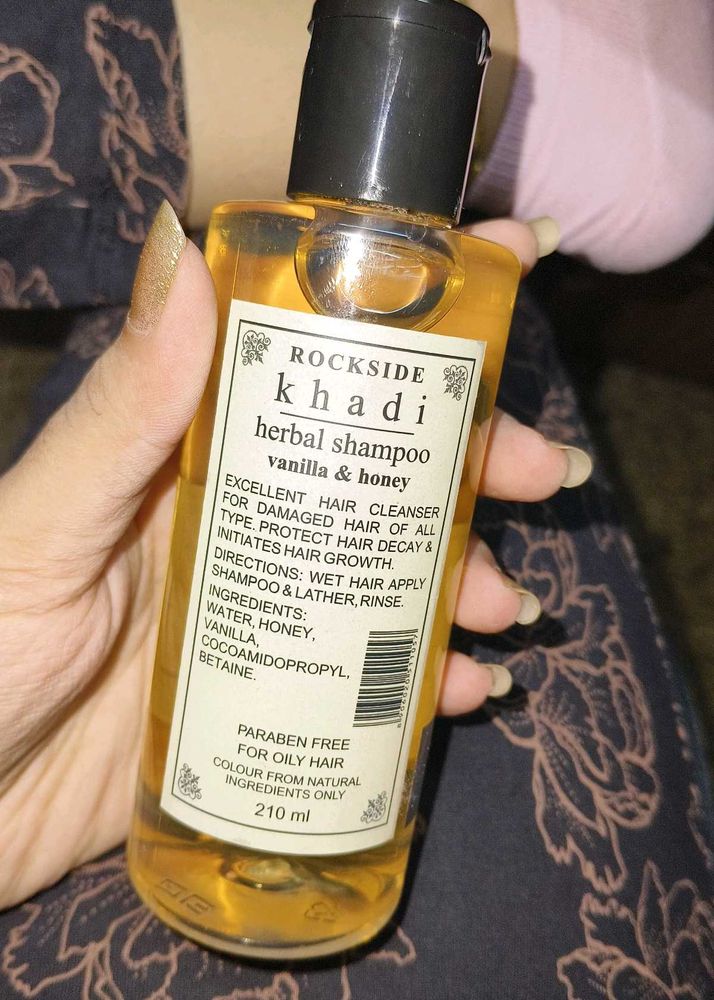 ROCKSIDE
khadi
herbal shampoo
vanilla & honey
EXCELLENT HAIR CLEANSER
FOR DAMAGED HAIR OF ALL
TYPE. PROTECT HAIR DECAY &
INITIATES HAIR GROWTH.
DIRECTIONS: WET HAIR APPLY
SHAMPOO & LATHER, RINSE.
INGREDIENTS:
WATER, HONEY,
VANILLA,
COCOAMIDOPROPYL,
BETAINE.
PARABEN FREE
FOR OILY HAIR
COLOUR FROM NATURAL
INGREDIENTS ONLY
210 ml